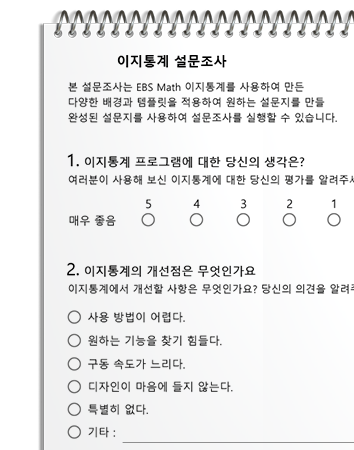 이지통계 설문조사
본 설문조사는 EBS Math 이지통계를 사용하여 만든
다양한 배경과 템플릿을 적용하여 원하는 설문지를 만들
완성된 설문지를 사용하여 설문조사를 실행할 수 있습니다.
1. 이지통계 프로그램에 대한 당신의 생각은?
여러분이 사용해 보신 이지통계에 대한 당신의 평가를 알려주
5 4 3 2 1
매우 좋음
2. 이지통계의 개선점은 무엇인가요
이지통계에서 개선할 사항은 무엇인가요? 당신의 의견을 알려
사용 방법이 어렵다.
원하는 기능을 찾기 힘들다.
구동 속도가 느리다.
디자인이 마음에 들지 않는다.
특별히 없다.
기타 :